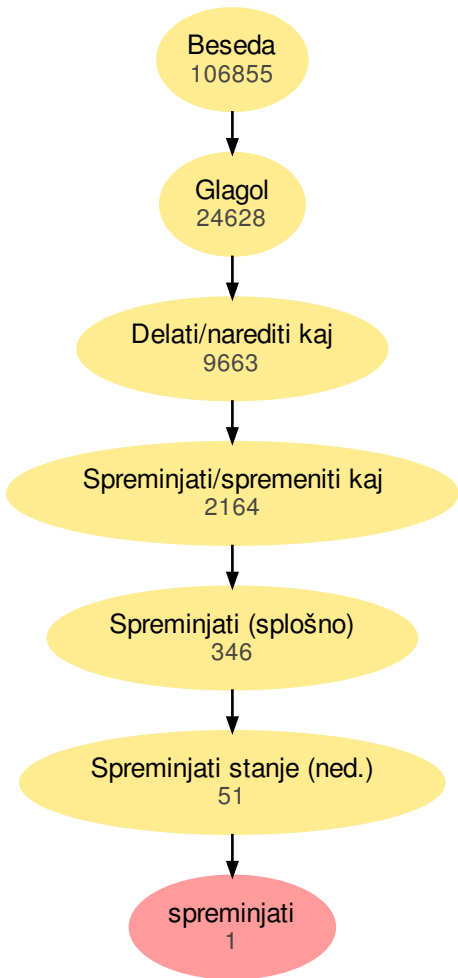 Beseda
106855
Glagol
24628
Delati/narediti kaj
9663
Spreminjati/spremeniti kaj
2164
Spreminjati (splošno)
346
Spreminjati stanje (ned.)
51
spreminjati
1